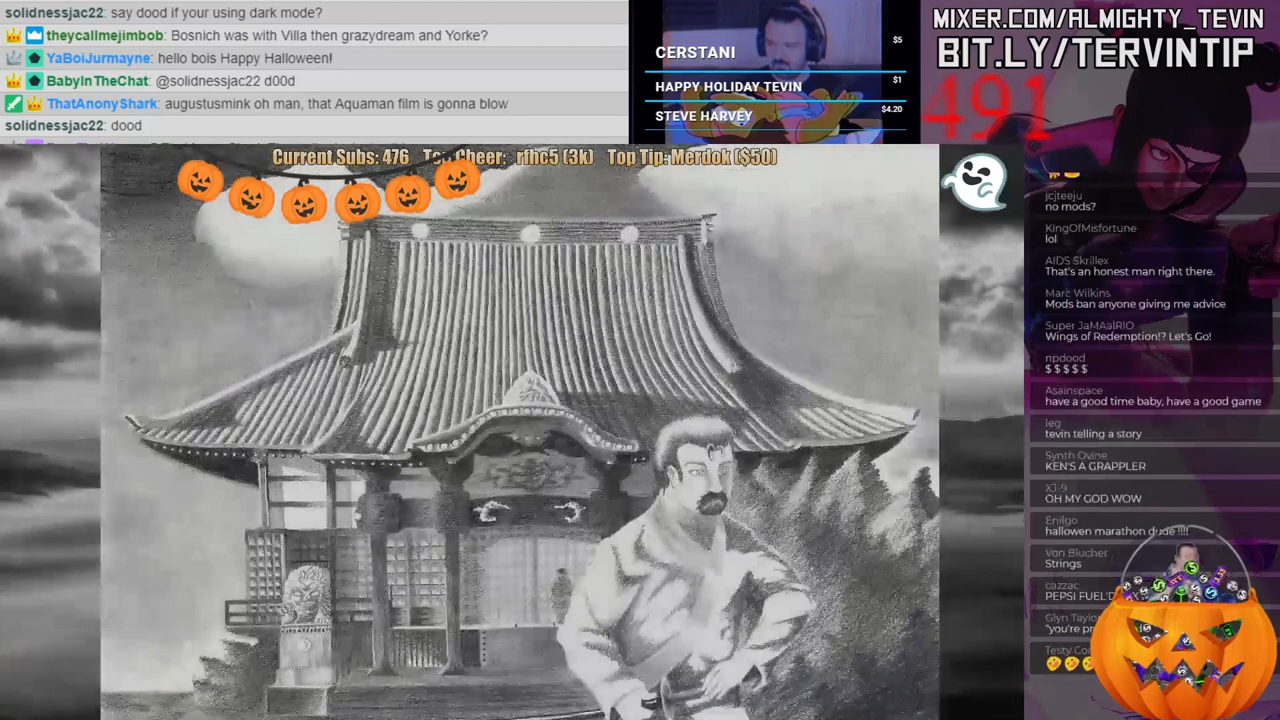 solidnessjac22: say dood if your using dark mode?
theycallmejimbob: Bosnich was with Villa then grazydream and Yorke?
YaBoiJurmayne: hello bois Happy Halloween!
BabyInTheChat: @solidnessjac22 d00d
ThatAnonyShark: augustusmink oh man, that Aquaman film is gonna blow
solidnessjac22: dood
CERSTANI $5
HAPPY HOLIDAY TEVIN $1
STEVE HARVEY $4.20
MIXER.COM/ALMIGHTY_TEVIN
BIT.LY/TERVINTIP
491
Current Subs: 476 Top Cheer: rfhc5 (3k) Top Tip: Merdok ($50)
jcjteeju
no mods?
KingOfMisfortune
lol
AIDS Skrillex
That's an honest man right there.
Marc Wilkins
Mods ban anyone giving me advice
Super JaMAalRIO
Wings of Redemption!? Let's Go!
npdood
$ $ $ $ $
Asainspace
have a good time baby, have a good game
leg
tevin telling a story
Synth Ovine
KEN'S A GRAPPLER
XJ-9
OH MY GOD WOW
Enilgo
hallowen marathon dude !!!!
Von Blucher
Strings
cazzac
PEPSI FUEL'D
Glyn Taylor
"you're
Testy